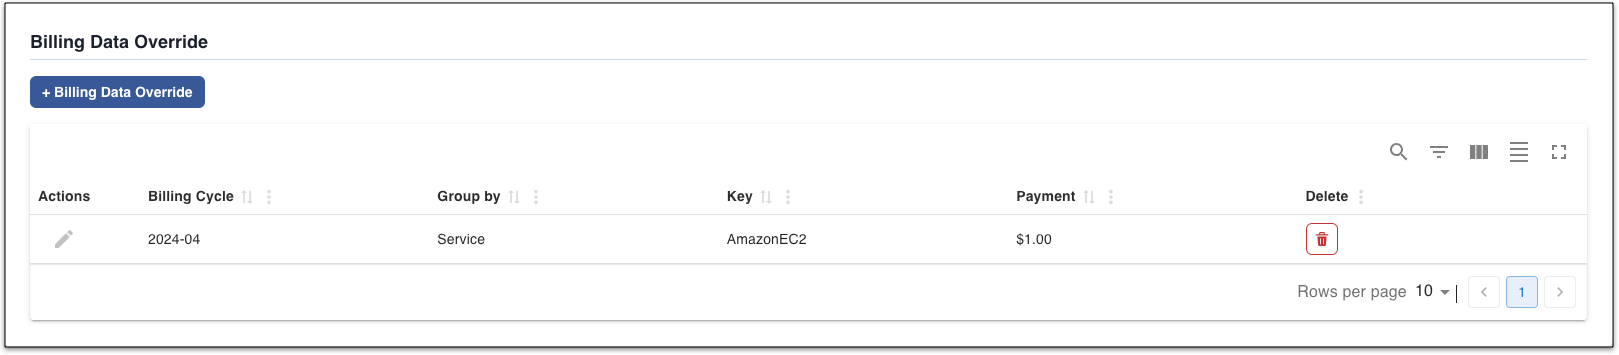 Billing Data Override
+ Billing Data Override
Actions Billing Cycle Group by Key Payment Delete
2024-04 Service AmazonEC2 $1.00
Rows per page 10 1